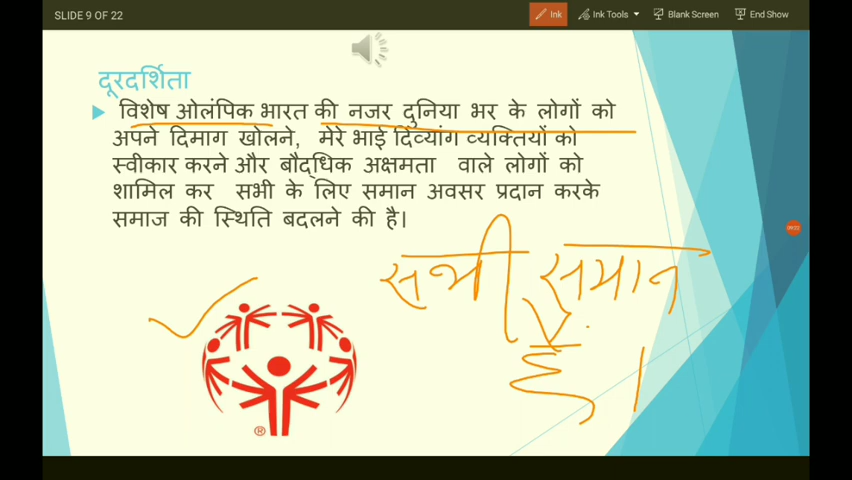 SLIDE 9 OF 22
Ink
Ink Tools
Blank Screen
End Show
दूरदर्शिता
विशेष ओलंपिक भारत की नजर दुनिया भर के लोगों को
अपने दिमाग खोलने, मेरे भाई दिव्यांग व्यक्तियों को
स्वीकार करने और बौद्धिक अक्षमता वाले लोगों को
शामिल कर सभी के लिए समान अवसर प्रदान करके
समाज की स्थिति बदलने की है।
सभी समान
हैं।
®